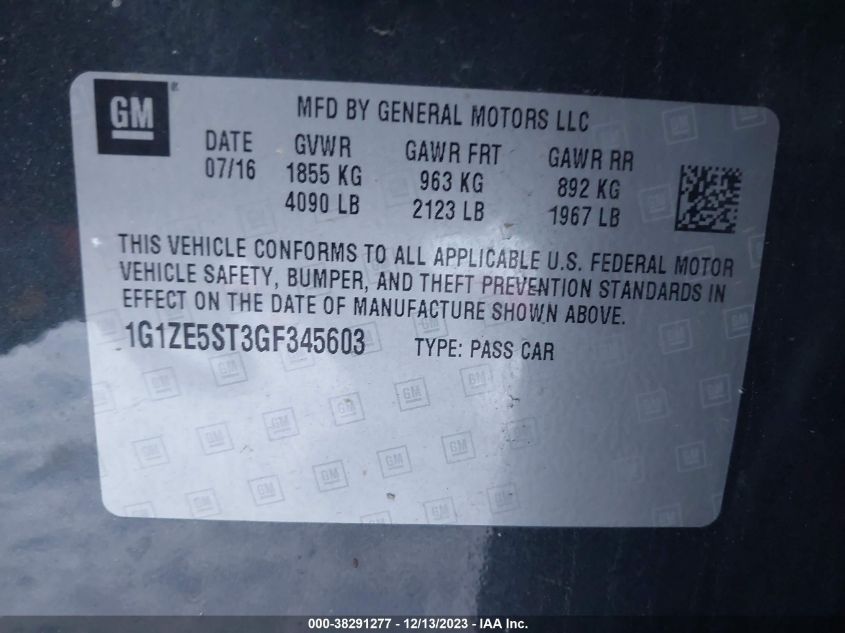 GM
MFD BY GENERAL MOTORS LLC
DATE GVWR GAWR FRT GAWR RR
07/16 1855 KG 963 KG 892 KG
4090 LB 2123 LB 1967 LB
THIS VEHICLE CONFORMS TO ALL APPLICABLE U.S. FEDERAL MOTOR
VEHICLE SAFETY, BUMPER, AND THEFT PREVENTION STANDARDS IN
EFFECT ON THE DATE OF MANUFACTURE SHOWN ABOVE.
1G1ZE5ST3GF345603 TYPE: PASS CAR
000-38291277 - 12/13/2023 - IAA Inc.